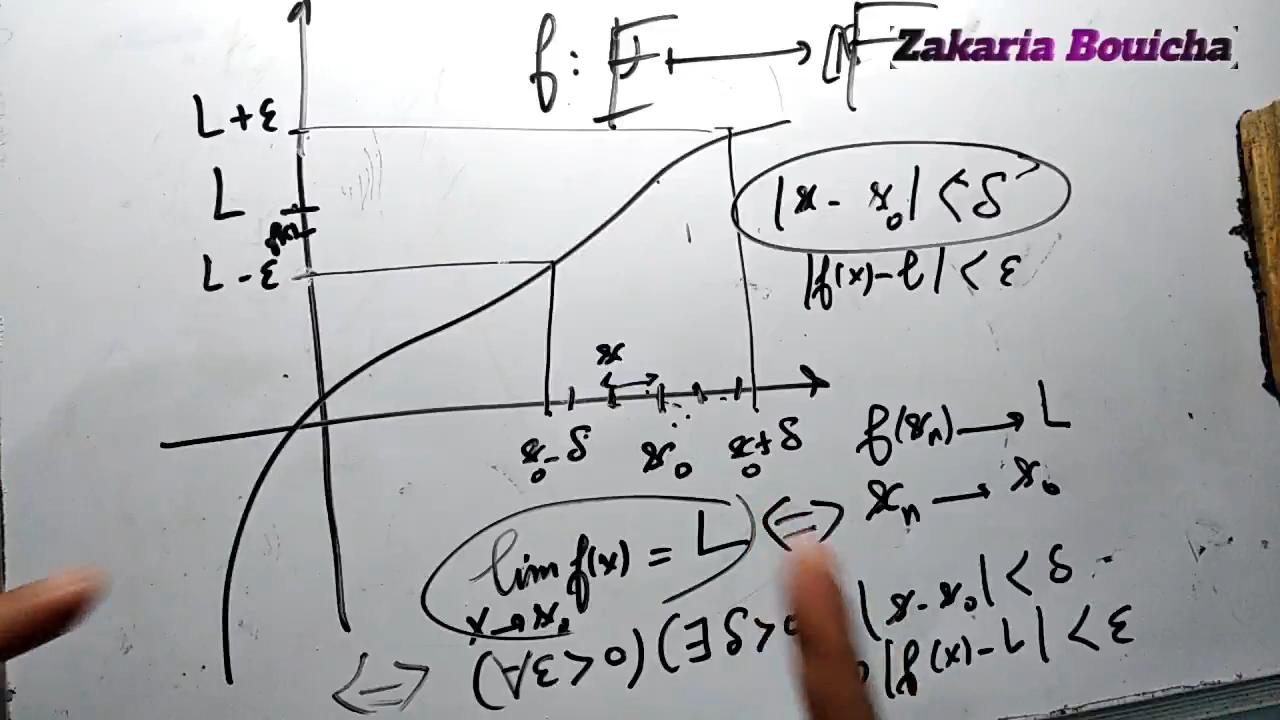 f: E ⟼ F
Zakaria Bouicha
L+ε
L
f(x)
L-ε
|x - x₀| < δ
|f(x)-l| < ε
x
x₀-δ x₀ x₀+δ
f(xₙ) → L
xₙ → x₀
lim f(x) = L ⟺
x→x₀
⟺ (∀ε>0)(∃δ>0
|x-x₀| < δ
|f(x)-L| < ε